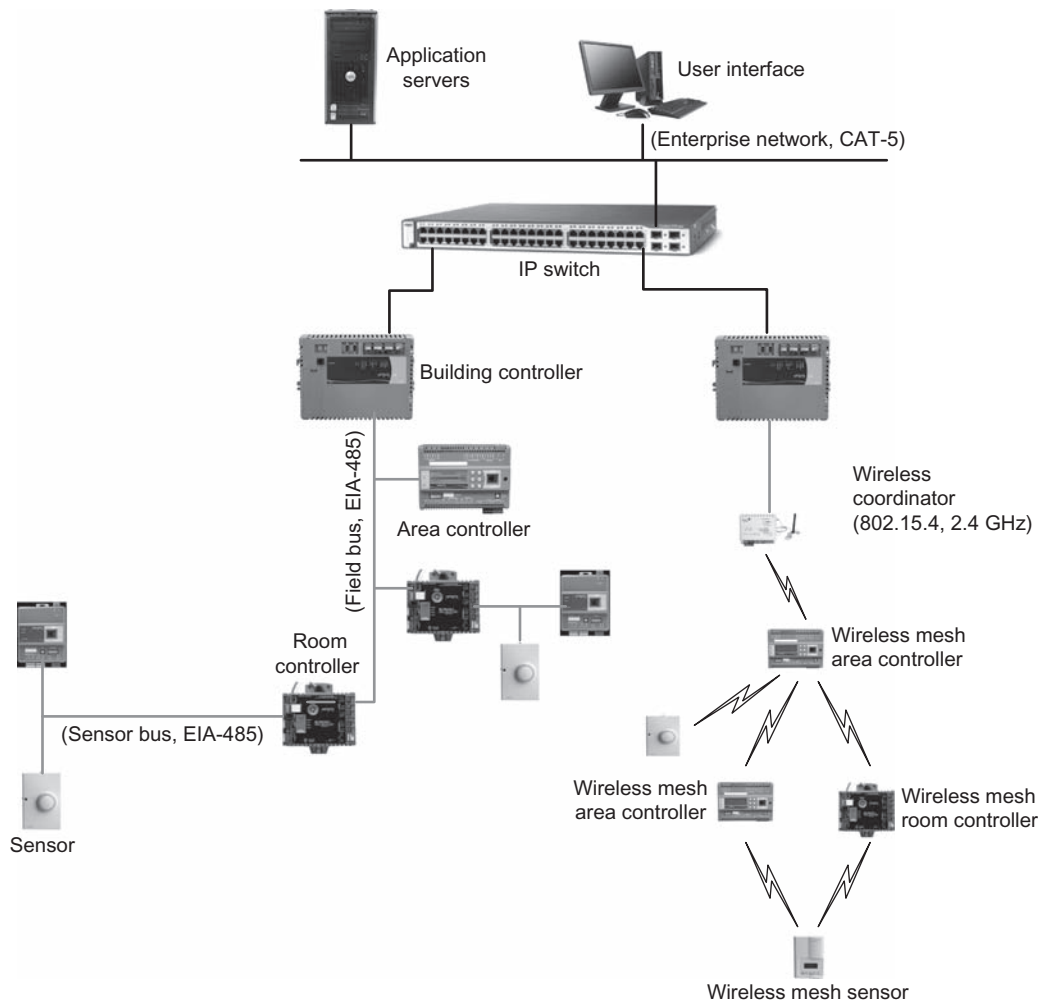 Application
servers
User interface
(Enterprise network, CAT-5)
IP switch
Building controller
(Field bus, EIA-485)
Area controller
Wireless
coordinator
(802.15.4, 2.4 GHz)
Room
controller
Wireless mesh
area controller
(Sensor bus, EIA-485)
Sensor
Wireless mesh
area controller
Wireless mesh
room controller
Wireless mesh sensor